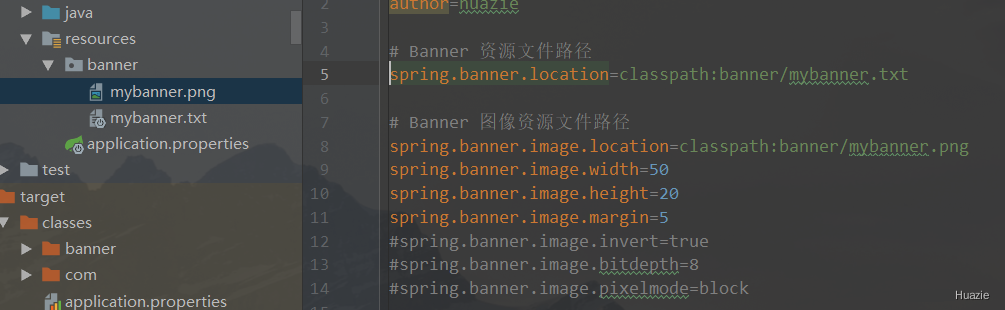 java
resources
banner
mybanner.png
mybanner.txt
application.properties
test
target
classes
banner
com
application.properties
2 author=huazie
3
4 # Banner 资源文件路径
5 spring.banner.location=classpath:banner/mybanner.txt
6
7 # Banner 图像资源文件路径
8 spring.banner.image.location=classpath:banner/mybanner.png
9 spring.banner.image.width=50
10 spring.banner.image.height=20
11 spring.banner.image.margin=5
12 #spring.banner.image.invert=true
13 #spring.banner.image.bitdepth=8
14 #spring.banner.image.pixelmode=block
Huazie